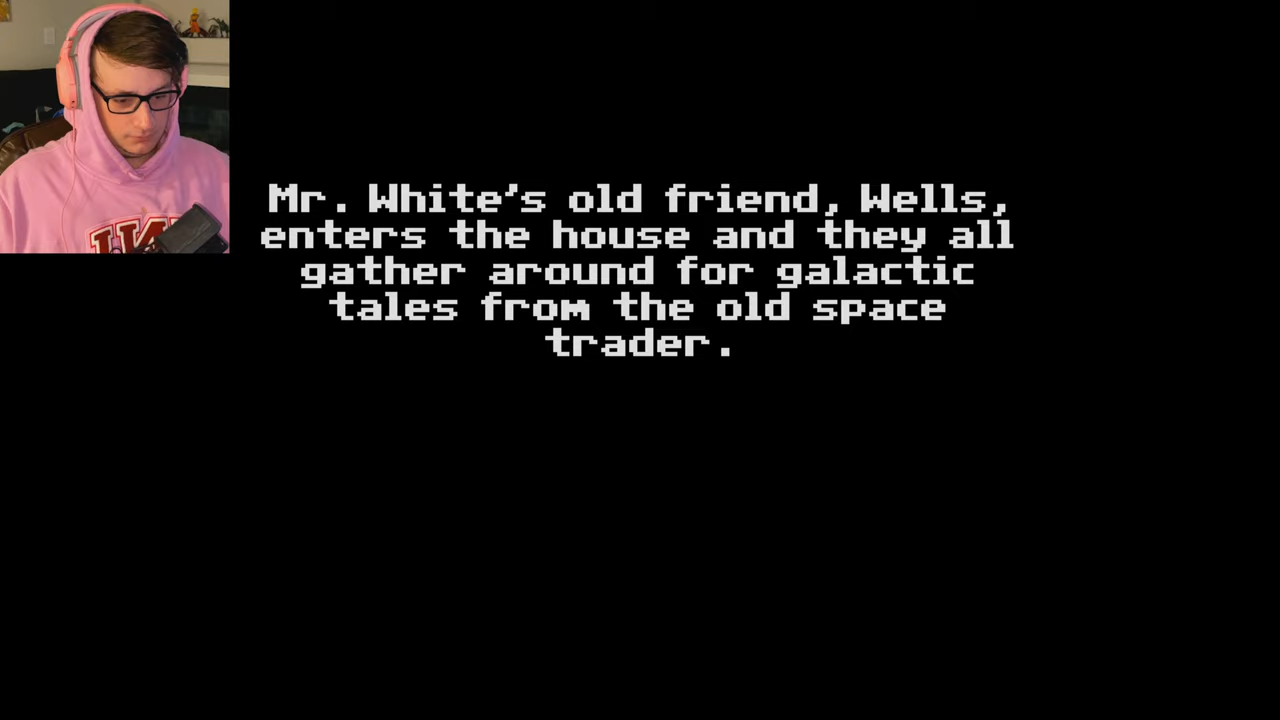 Mr. White's old friend, Wells,
enters the house and they all
gather around for galactic
tales from the old space
trader.